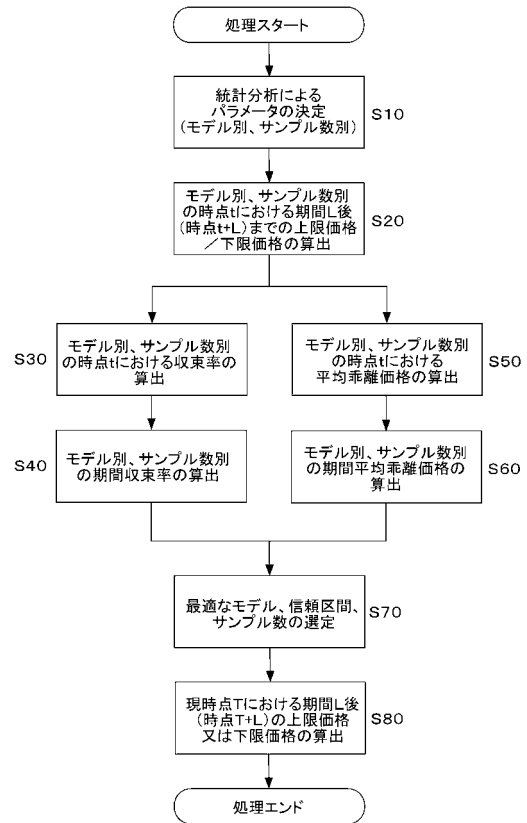 処理スタート
統計分析による
パラメータの決定
(モデル別、サンプル数別)
S10
モデル別、サンプル数別
の時点tにおける期間L後
(時点t+L)までの上限価格
／下限価格の算出
S20
S30
モデル別、サンプル数別
の時点tにおける収束率の
算出
モデル別、サンプル数別
の時点tにおける
平均乖離価格の算出
S50
S40
モデル別、サンプル数別
の期間収束率の算出
モデル別、サンプル数別
の期間平均乖離価格の
算出
S60
最適なモデル、信頼区間、
サンプル数の選定
S70
現時点Tにおける期間L後
(時点T+L)の上限価格
又は下限価格の算出
S80
処理エンド